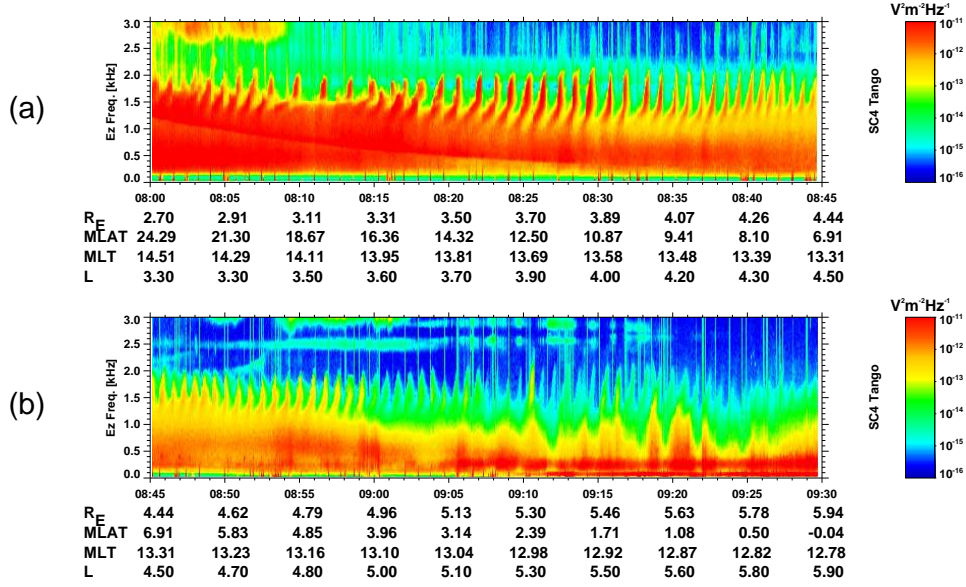 V²m⁻²Hz⁻¹
(a)
Ez Freq. [kHz]
3.0
2.5
2.0
1.5
1.0
0.5
0.0
10⁻¹¹
10⁻¹²
10⁻¹³
10⁻¹⁴
10⁻¹⁵
10⁻¹⁶
SC4 Tango
08:00 08:05 08:10 08:15 08:20 08:25 08:30 08:35 08:40 08:45
R_E 2.70 2.91 3.11 3.31 3.50 3.70 3.89 4.07 4.26 4.44
MLAT 24.29 21.30 18.67 16.36 14.32 12.50 10.87 9.41 8.10 6.91
MLT 14.51 14.29 14.11 13.95 13.81 13.69 13.58 13.48 13.39 13.31
L 3.30 3.30 3.50 3.60 3.70 3.90 4.00 4.20 4.30 4.50
V²m⁻²Hz⁻¹
(b)
Ez Freq. [kHz]
3.0
2.5
2.0
1.5
1.0
0.5
0.0
10⁻¹¹
10⁻¹²
10⁻¹³
10⁻¹⁴
10⁻¹⁵
10⁻¹⁶
SC4 Tango
08:45 08:50 08:55 09:00 09:05 09:10 09:15 09:20 09:25 09:30
R_E 4.44 4.62 4.79 4.96 5.13 5.30 5.46 5.63 5.78 5.94
MLAT 6.91 5.83 4.85 3.96 3.14 2.39 1.71 1.08 0.50 -0.04
MLT 13.31 13.23 13.16 13.10 13.04 12.98 12.92 12.87 12.82 12.78
L 4.50 4.70 4.80 5.00 5.10 5.30 5.50 5.60 5.80 5.90